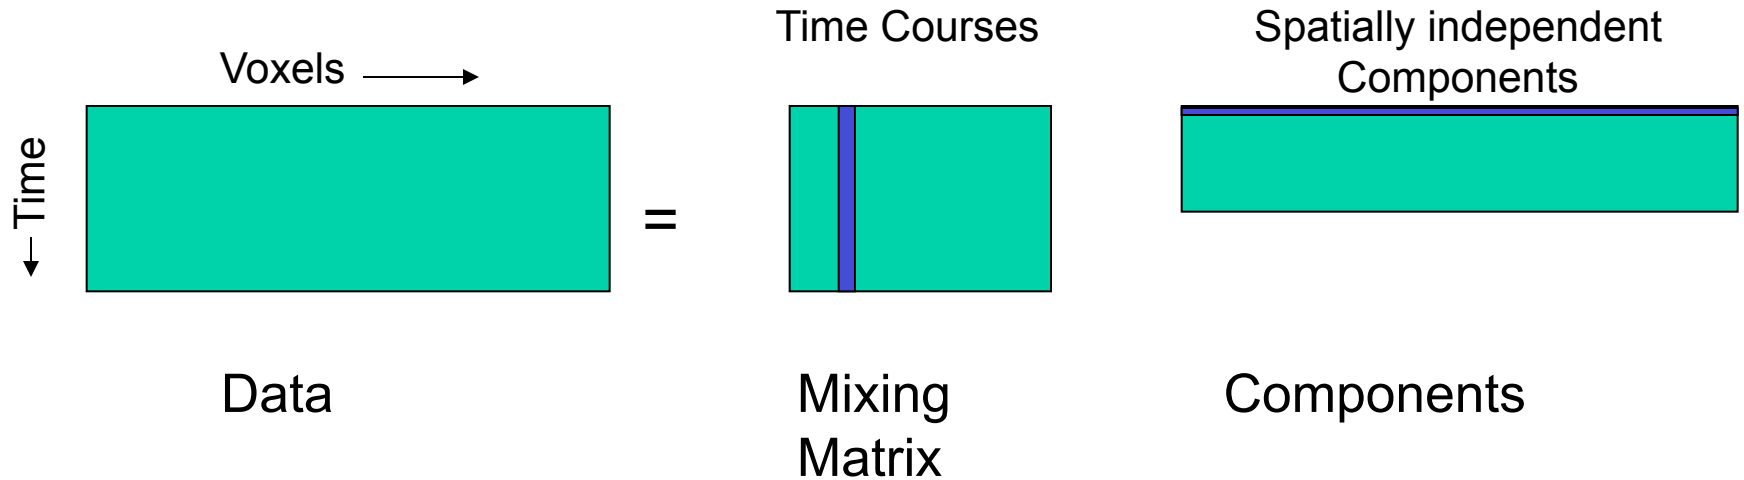 Time Courses
Spatially independent
Components
Voxels
Time
=
Data
Mixing
Matrix
Components